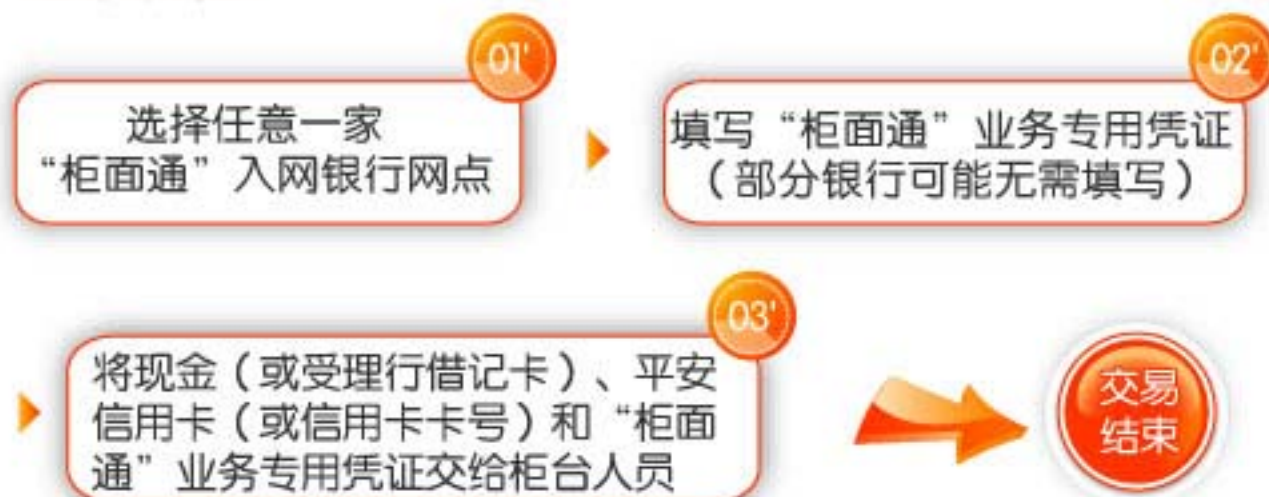 01'
选择任意一家
“柜面通”入网银行网点
02'
填写“柜面通”业务专用凭证
（部分银行可能无需填写）
03'
将现金（或受理行借记卡）、平安
信用卡（或信用卡卡号）和“柜面
通”业务专用凭证交给柜台人员
交易
结束